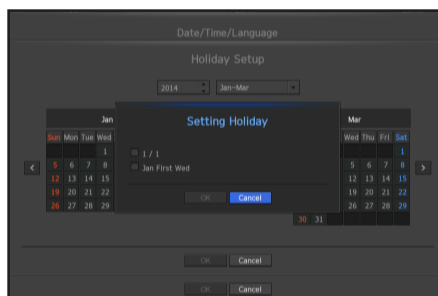 Date/Time/Language
Holiday Setup
2014 Jan-Mar
Jan Mar
Sun Mon Tue Wed Wed Thu Fri Sat
1 1
5 6 7 8 5 6 7 8
12 13 14 15 12 13 14 15
19 20 21 22 19 20 21 22
26 27 28 29 26 27 28 29
30 31
Setting Holiday
1 / 1
Jan First Wed
OK Cancel
OK Cancel
OK Cancel